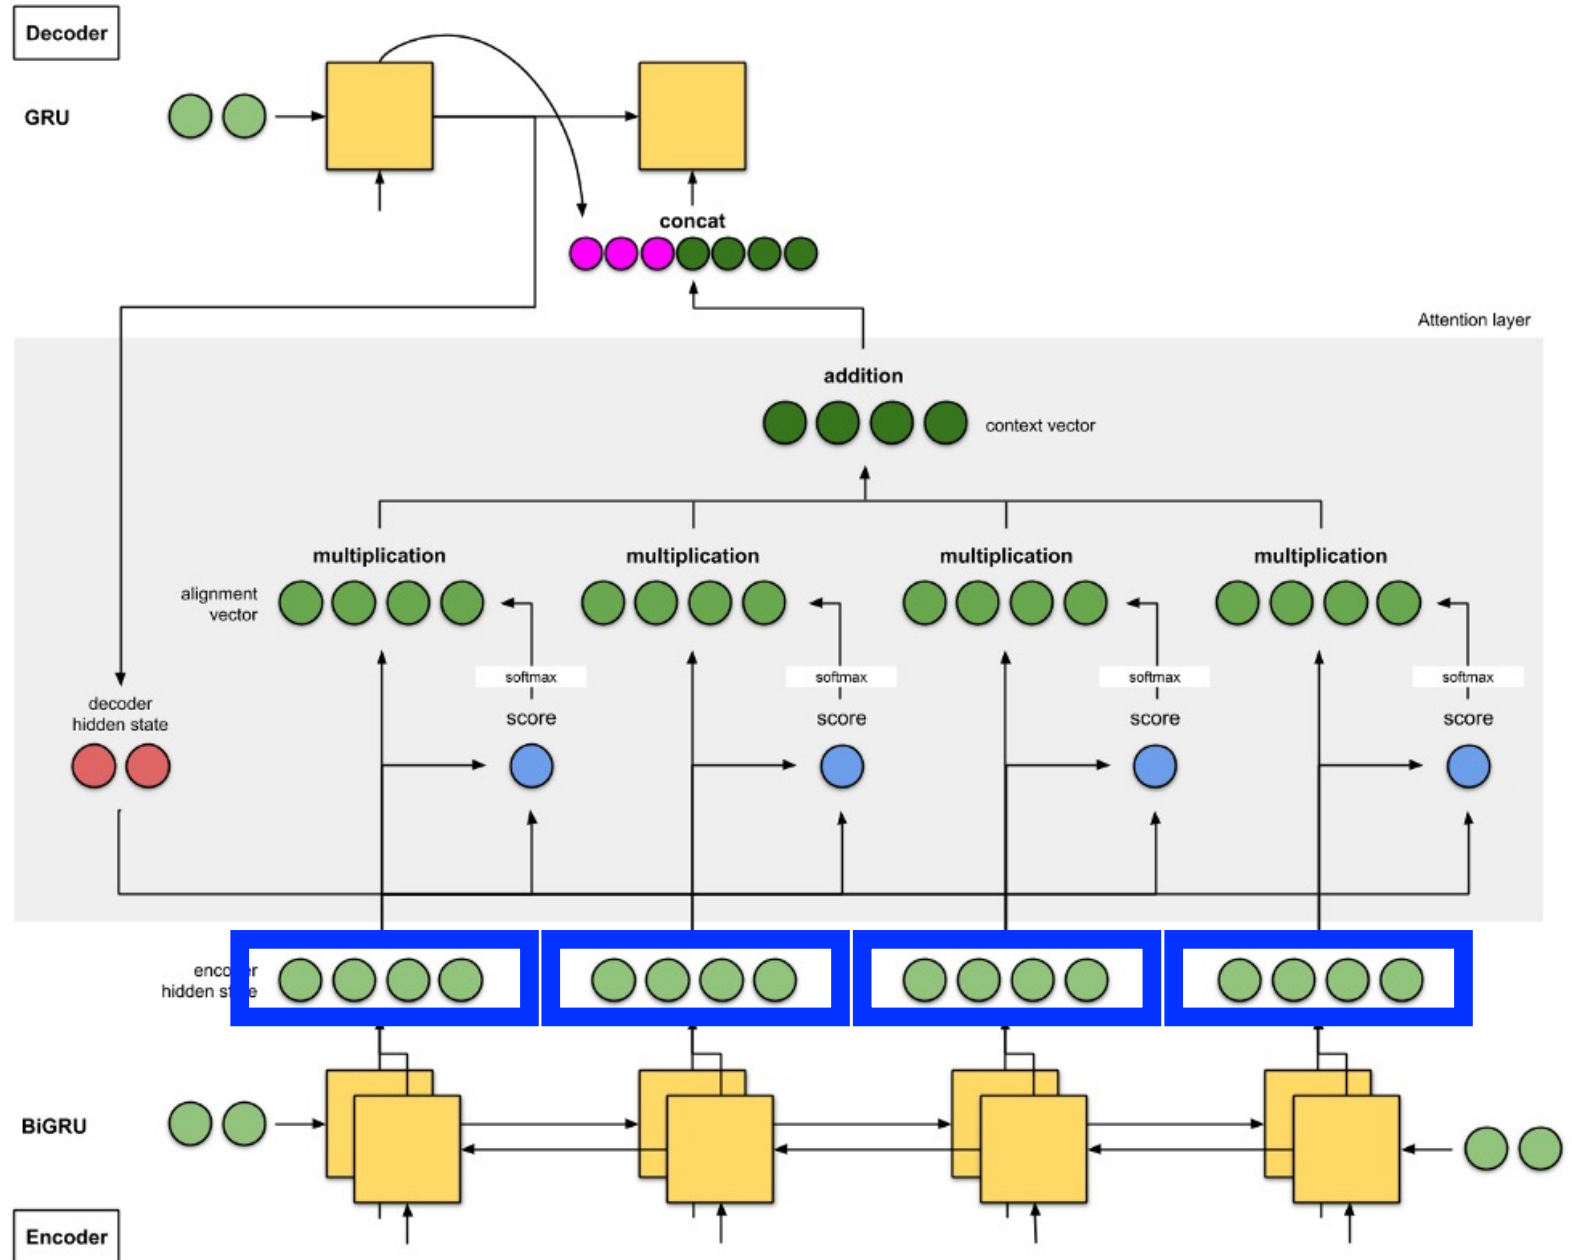 Decoder
GRU
concat
Attention layer
addition
context vector
multiplication multiplication multiplication multiplication
alignment
vector
softmax softmax softmax softmax
decoder
hidden state
score score score score
hidden
BiGRU
Encoder